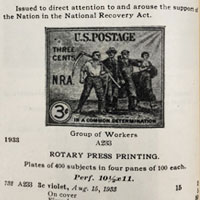 Issued to direct attention to and arouse the support of
the Nation in the National Recovery Act.
U.S. POSTAGE
THREE
CENTS
NRA
3¢
IN A COMMON DETERMINATION
1933
Group of Workers
A233
ROTARY PRESS PRINTING.
Plates of 400 subjects in four panes of 100 each.
Perf. 10½x11.
A233 3c violet, Aug. 15, 1933 15
On cover